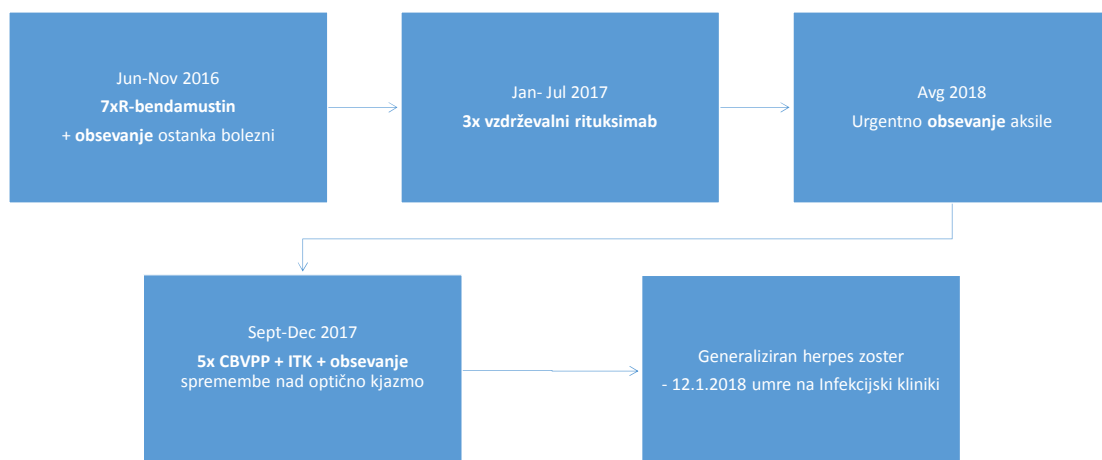 Jun-Nov 2016
7xR-bendamustin
+ obsevanje ostanka bolezni
Jan- Jul 2017
3x vzdrževalni rituksimab
Avg 2018
Urgentno obsevanje aksile
Sept-Dec 2017
5x CBVPP + ITK + obsevanje
spremembe nad optično kjazmo
Generaliziran herpes zoster
- 12.1.2018 umre na Infekcijski kliniki